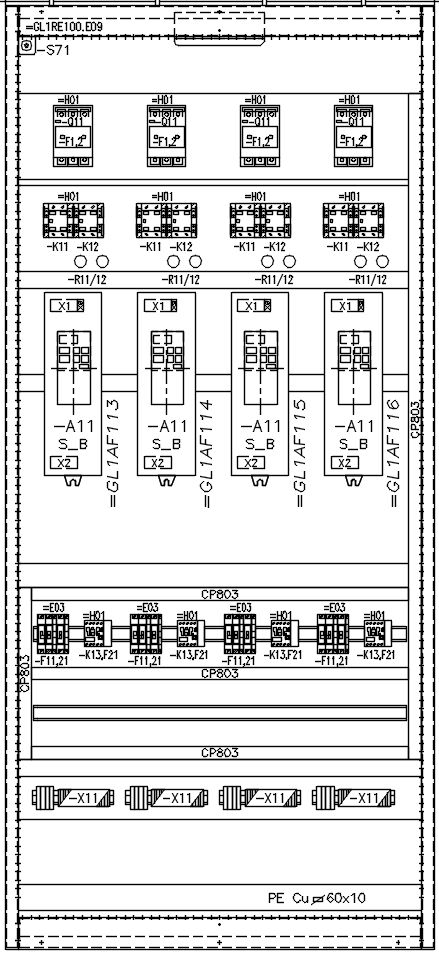 =GL1RE100.E09
-S71
=H01 =H01 =H01 =H01
-Q11 -Q11 -Q11 -Q11
-F1,2 -F1,2 -F1,2 -F1,2
=H01 =H01 =H01 =H01
-K11 -K12 -K11 -K12 -K11 -K12 -K11 -K12
-R11/12 -R11/12 -R11/12 -R11/12
X1 X1 X1 X1
-A11 -A11 -A11 -A11
S_B S_B S_B S_B
X2 X2 X2 X2
=GL1AF113
=GL1AF114
=GL1AF115
=GL1AF116
CP803
CP803
=E03 =H01 =E03 =H01 =E03 =H01 =E03 =H01
-F11,21 -K13,F21 -F11,21 -K13,F21 -F11,21 -K13,F21 -F11,21 -K13,F21
CP803
CP803
CP803
-X11 -X11 -X11 -X11
PE Cu ▱60x10